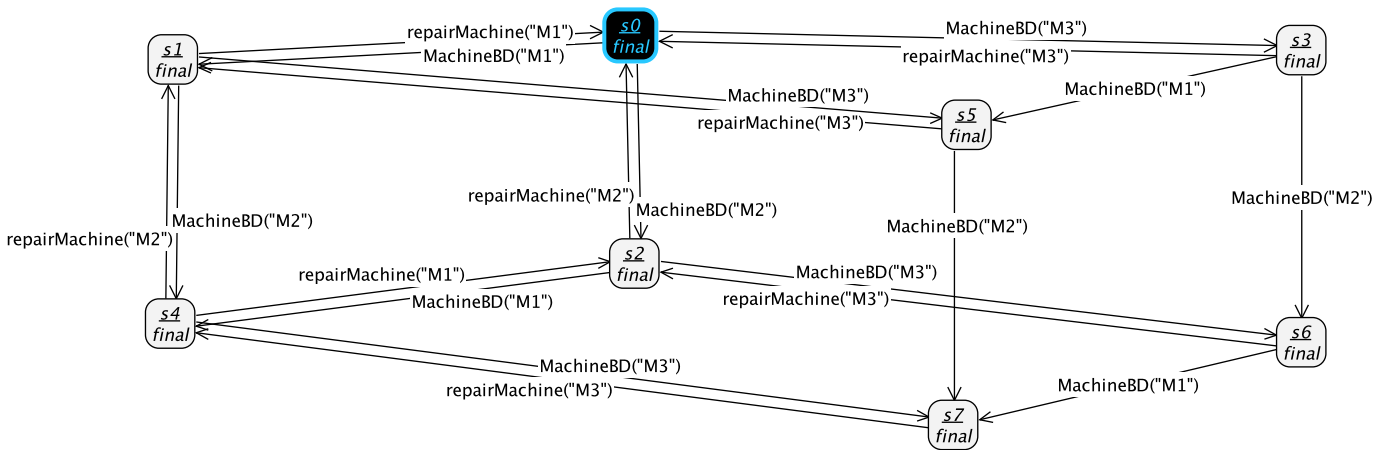 s0
final
repairMachine("M1")
MachineBD("M1")
MachineBD("M3")
repairMachine("M3")
s1
final
s3
final
MachineBD("M3")
repairMachine("M3")
s5
final
MachineBD("M1")
repairMachine("M2")
MachineBD("M2")
MachineBD("M2")
repairMachine("M2")
MachineBD("M2")
MachineBD("M2")
s2
final
repairMachine("M1")
MachineBD("M1")
MachineBD("M3")
repairMachine("M3")
s4
final
s6
final
MachineBD("M3")
repairMachine("M3")
MachineBD("M1")
s7
final